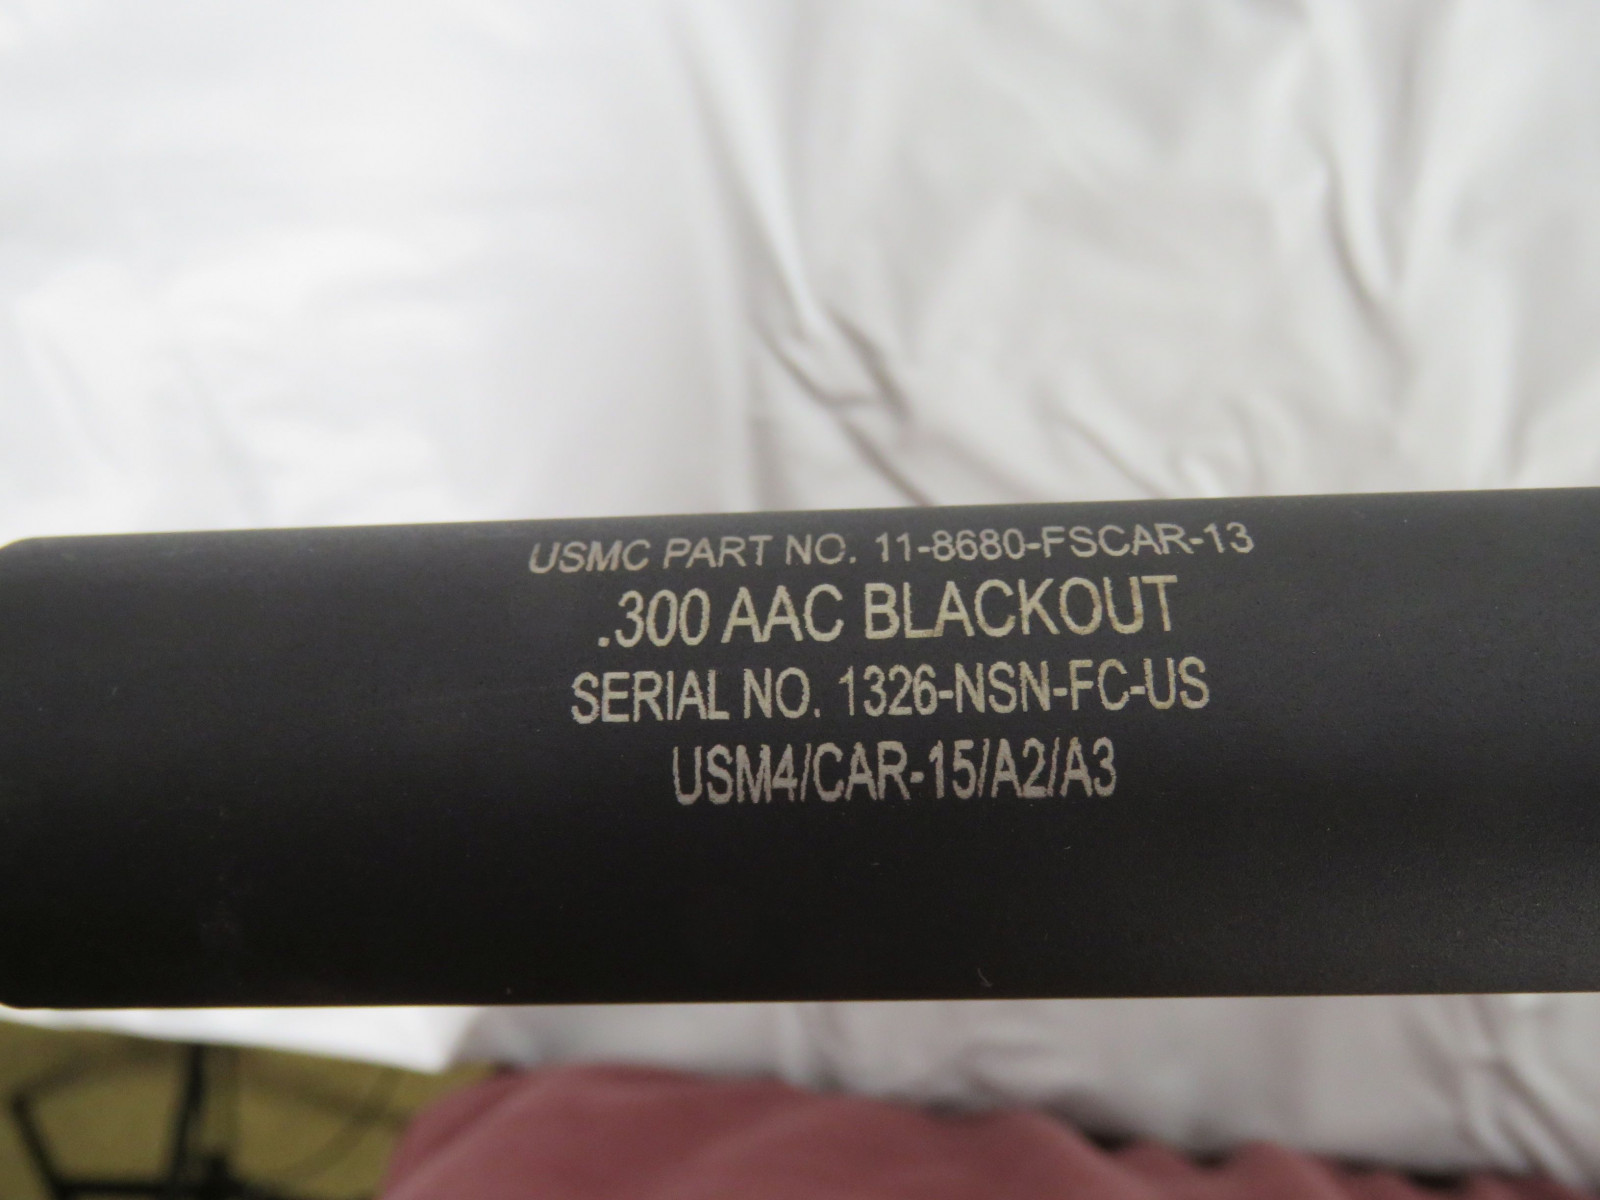 USMC PART NO. 11-8680-FSCAR-13
.300 AAC BLACKOUT
SERIAL NO. 1326-NSN-FC-US
USM4/CAR-15/A2/A3